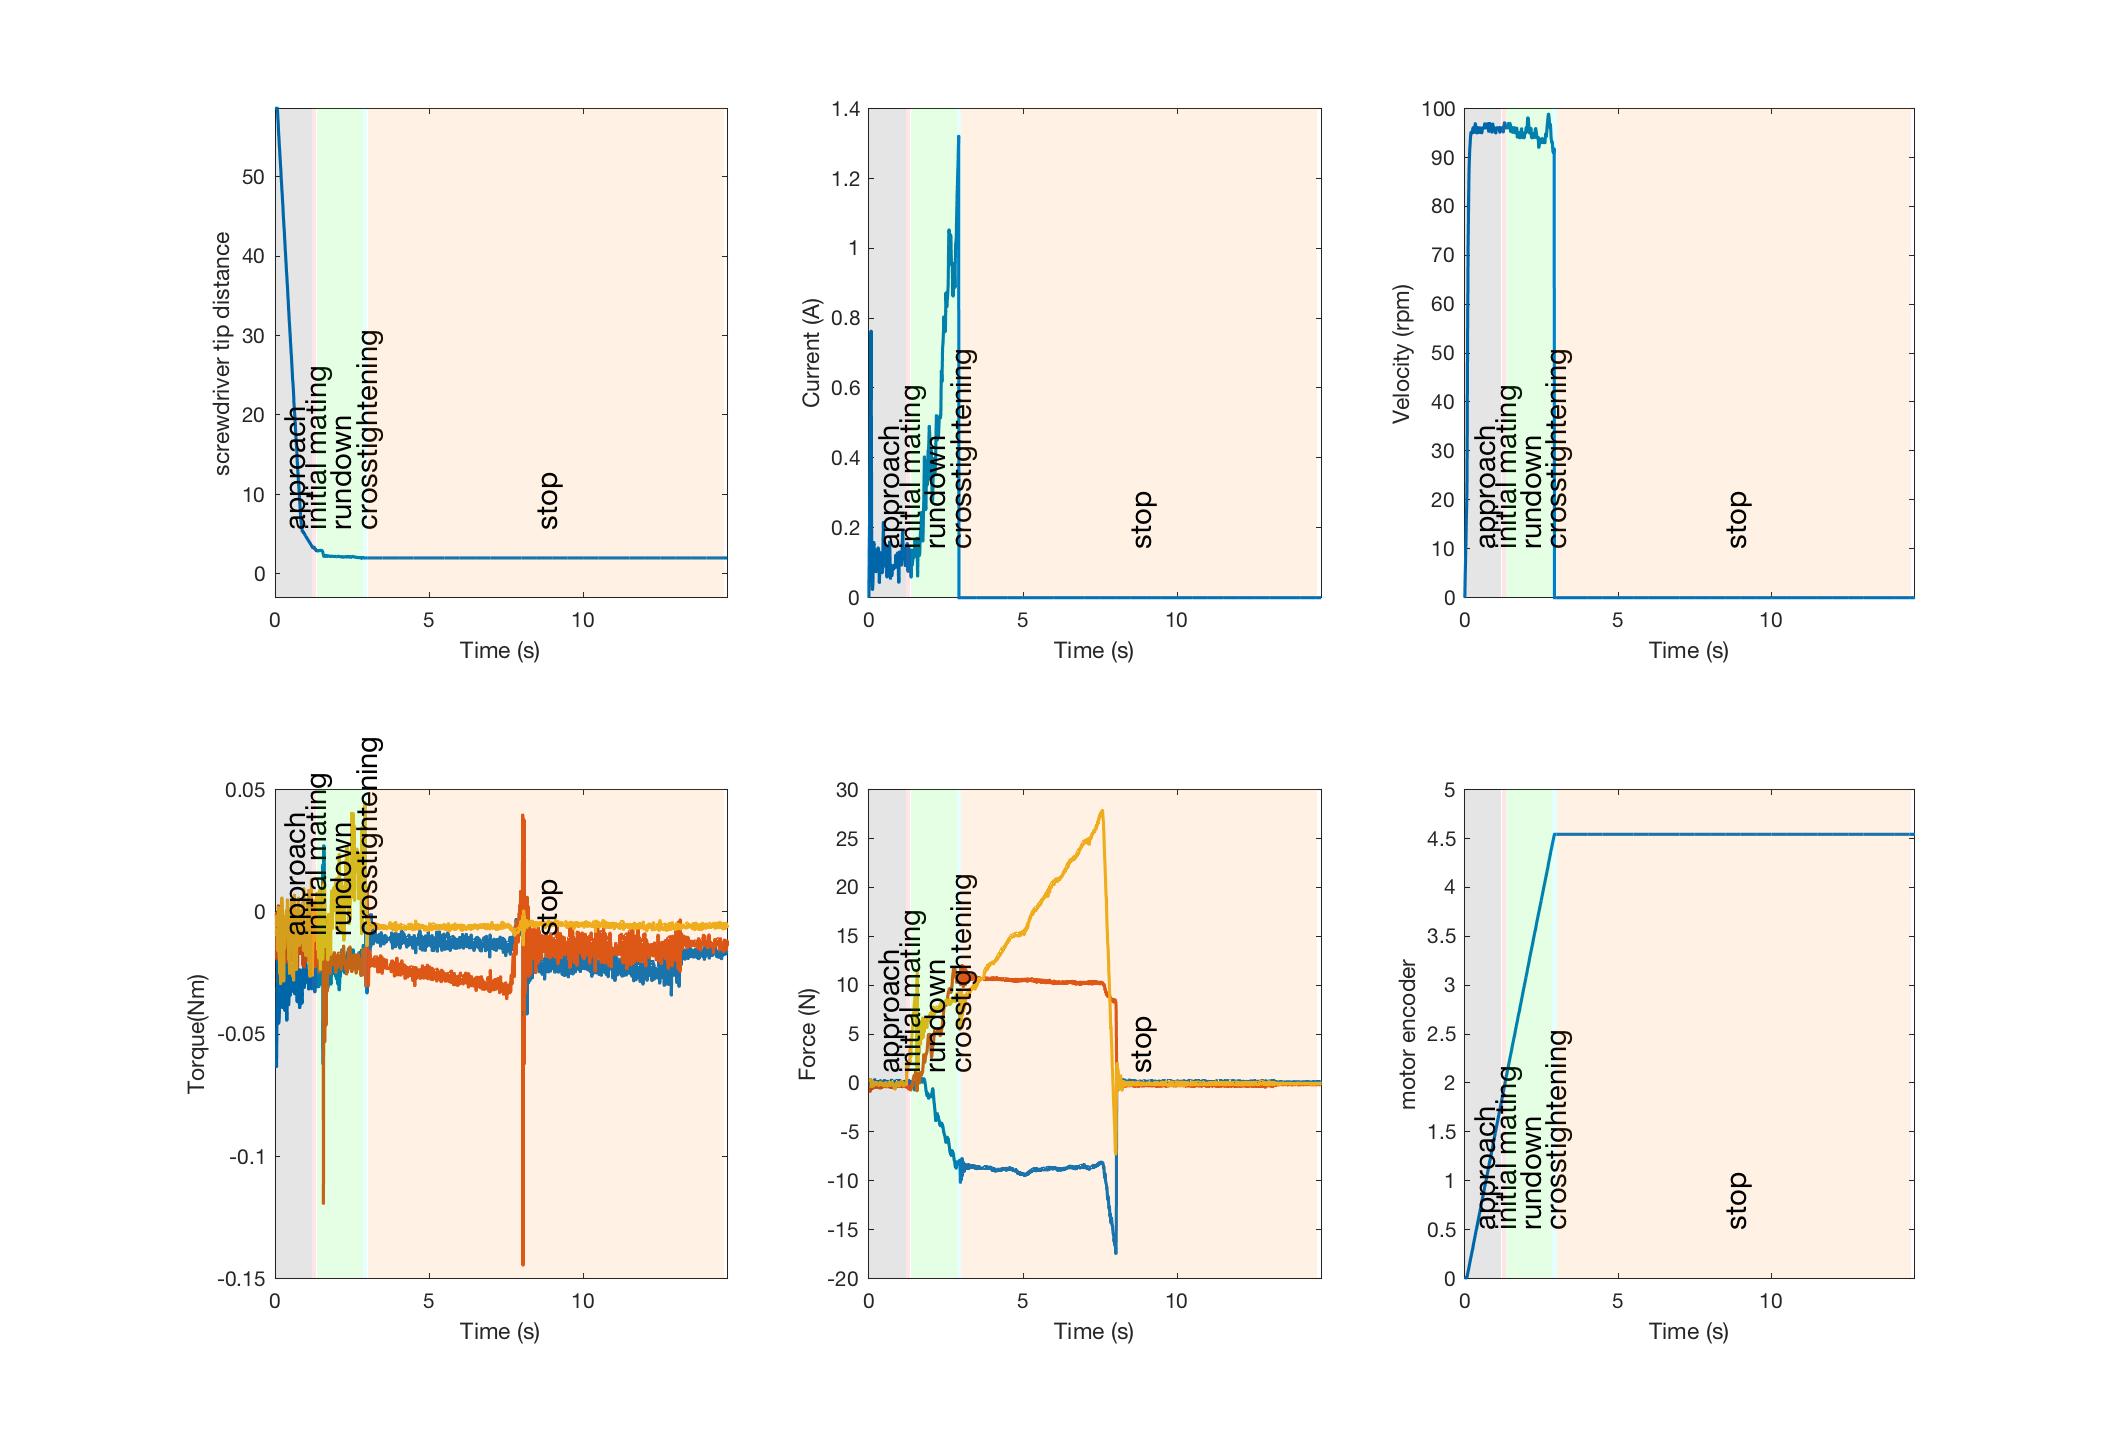 screwdriver tip distance
50
40
30
20
10
0
approach
initial mating
rundown
crosstightening
stop
0 5 10
Time (s)
Current (A)
1.4
1.2
1
0.8
0.6
0.4
0.2
0
approach
initial mating
rundown
crosstightening
stop
0 5 10
Time (s)
Velocity (rpm)
100
90
80
70
60
50
40
30
20
10
0
approach
initial mating
rundown
crosstightening
stop
0 5 10
Time (s)
Torque(Nm)
0.05
0
-0.05
-0.1
-0.15
approach
initial mating
rundown
crosstightening
stop
0 5 10
Time (s)
Force (N)
30
25
20
15
10
5
0
-5
-10
-15
-20
approach
initial mating
rundown
crosstightening
stop
0 5 10
Time (s)
motor encoder
5
4.5
4
3.5
3
2.5
2
1.5
1
0.5
0
approach
initial mating
rundown
crosstightening
stop
0 5 10
Time (s)